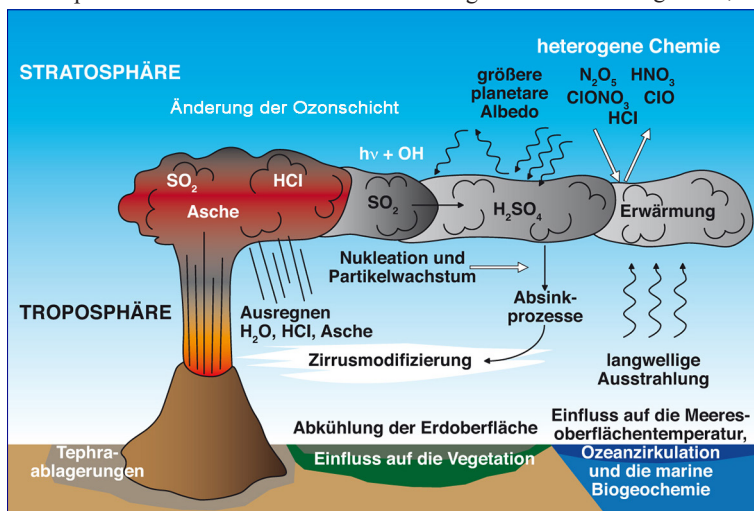 heterogene Chemie
STRATOSPHÄRE
größere
planetare
Albedo
N₂O₅ HNO₃
ClONO₃ ClO
HCl
Änderung der Ozonschicht
hν + OH
SO₂ HCl
Asche
SO₂
H₂SO₄
Erwärmung
Nukleation und
Partikelwachstum
TROPOSPHÄRE
Ausregnen
H₂O, HCl, Asche
Absink-
prozesse
Zirrusmodifizierung
langwellige
Ausstrahlung
Abkühlung der Erdoberfläche
Einfluss auf die Meeres-
oberflächentemperatur,
Ozeanzirkulation
und die marine
Biogeochemie
Tephra-
ablagerungen
Einfluss auf die Vegetation